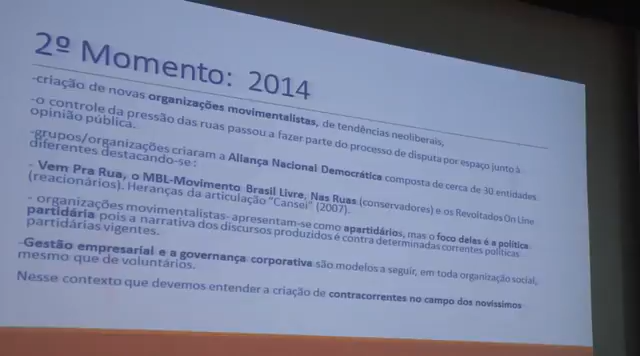 2º Momento: 2014
-criação de novas organizações movimentalistas, de tendências neoliberais;
-o controle da pressão das ruas passou a fazer parte do processo de disputa por espaço junto à
opinião pública.
-grupos/organizações criaram a Aliança Nacional Democrática composta de cerca de 30 entidades
diferentes destacando-se :
- Vem Pra Rua, o MBL-Movimento Brasil Livre, Nas Ruas (conservadores) e os Revoltados On Line
(reacionários). Heranças da articulação "Cansei" (2007).
- organizações movimentalistas- apresentam-se como apartidários, mas o foco deles é a política
partidária pois a narrativa dos discursos produzidos é contra determinadas correntes políticas
partidárias vigentes.
-Gestão empresarial e a governança corporativa são modelos a seguir, em toda organização social,
mesmo que de voluntários.
Nesse contexto que devemos entender a criação de contracorrentes no campo dos novíssimos